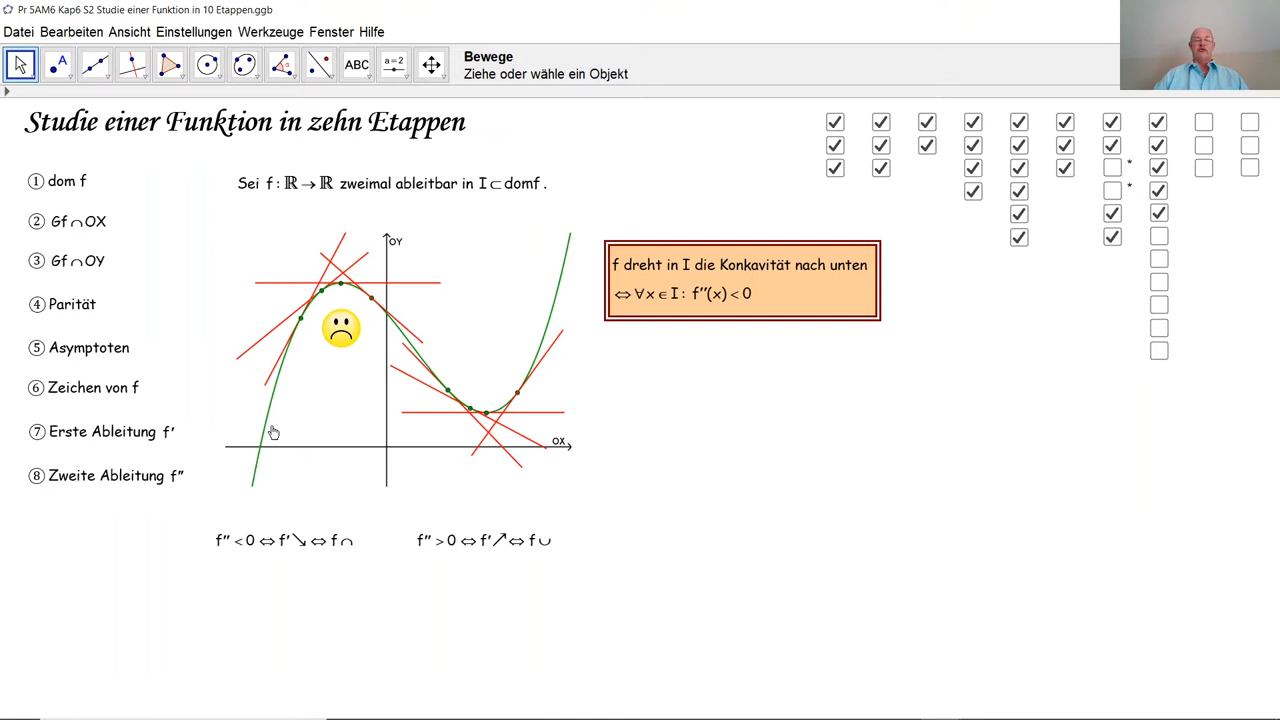 Pr 5AM6 Kap6 S2 Studie einer Funktion in 10 Etappen.ggb
Datei Bearbeiten Ansicht Einstellungen Werkzeuge Fenster Hilfe
A
ABC
a=2
Bewege
Ziehe oder wähle ein Objekt
Studie einer Funktion in zehn Etappen
① dom f
② Gf∩OX
③ Gf∩OY
④ Parität
⑤ Asymptoten
⑥ Zeichen von f
⑦ Erste Ableitung f'
⑧ Zweite Ableitung f"
Sei f : ℝ → ℝ zweimal ableitbar in I ⊂ domf .
OY
OX
f dreht in I die Konkavität nach unten
⇔ ∀x ∈ I : f"(x) < 0
f" < 0 ⇔ f'↘ ⇔ f ∩
f" > 0 ⇔ f'↗ ⇔ f ∪
*
*